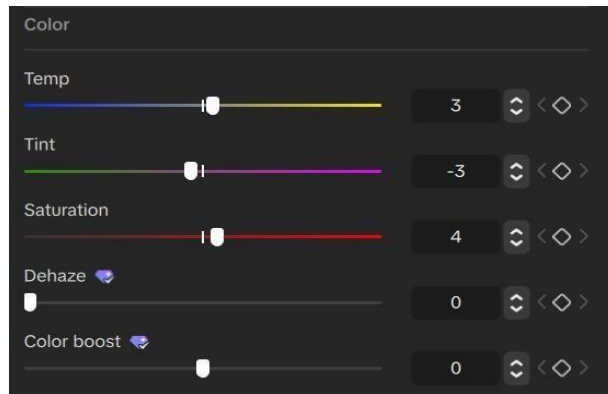 Color
Temp
3
Tint
-3
Saturation
4
Dehaze
0
Color boost
0